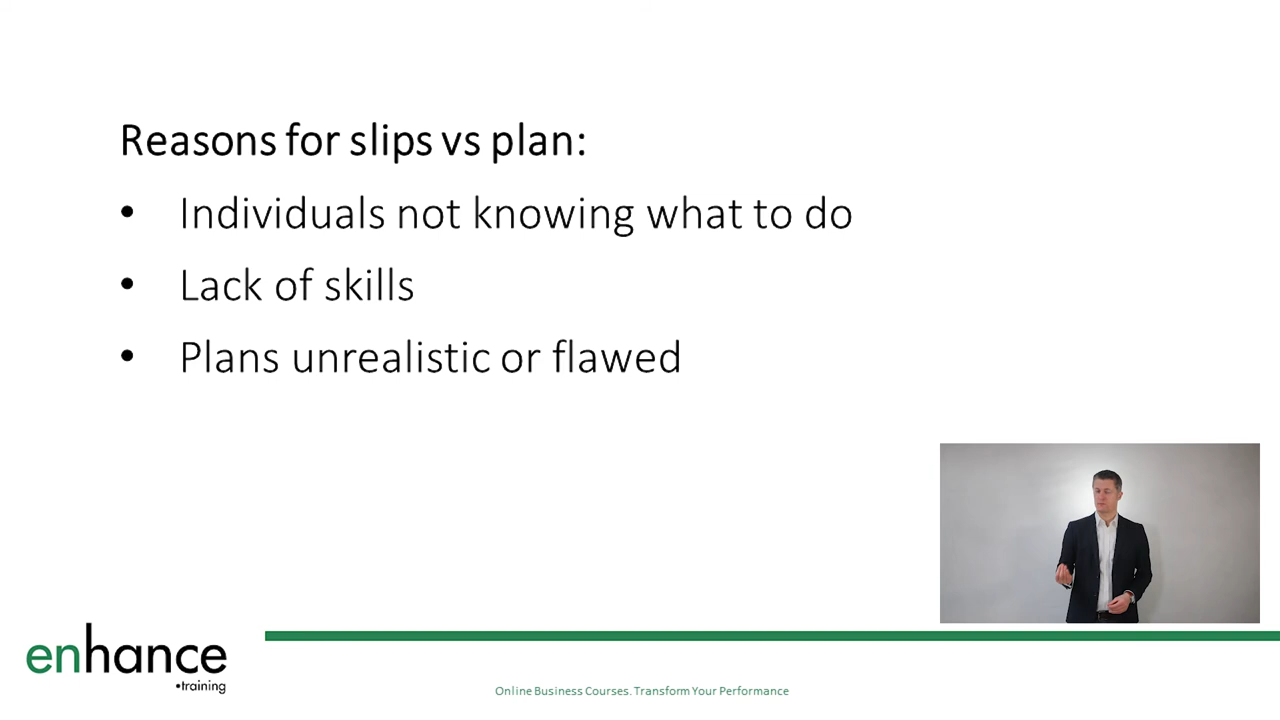 Reasons for slips vs plan:
• Individuals not knowing what to do
• Lack of skills
• Plans unrealistic or flawed
enhance
•training
Online Business Courses. Transform Your Performance